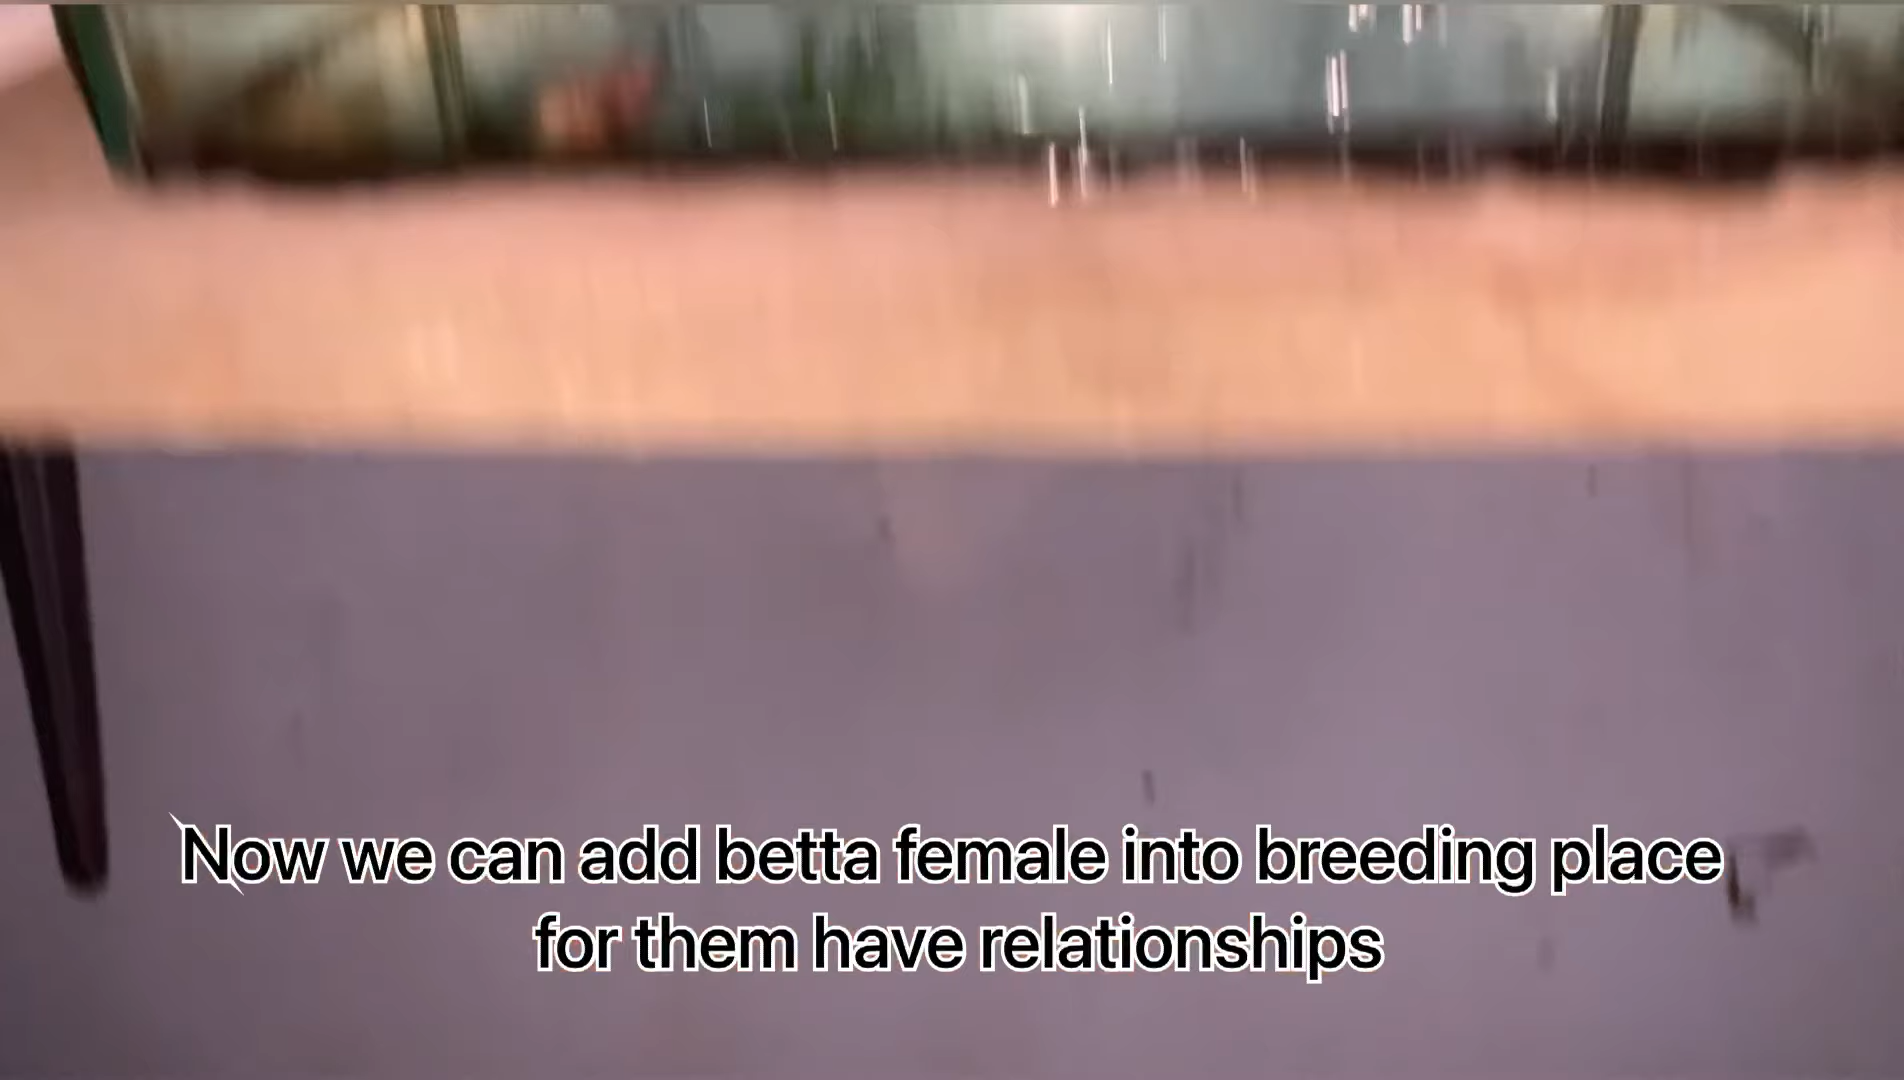 Now we can add betta female into breeding place
for them have relationships